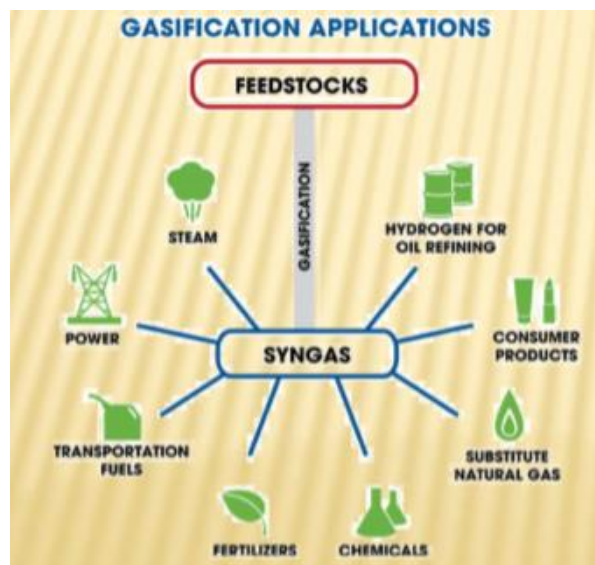 GASIFICATION APPLICATIONS
FEEDSTOCKS
GASIFICATION
STEAM
HYDROGEN FOR
OIL REFINING
POWER
CONSUMER
PRODUCTS
SYNGAS
TRANSPORTATION
FUELS
SUBSTITUTE
NATURAL GAS
FERTILIZERS
CHEMICALS